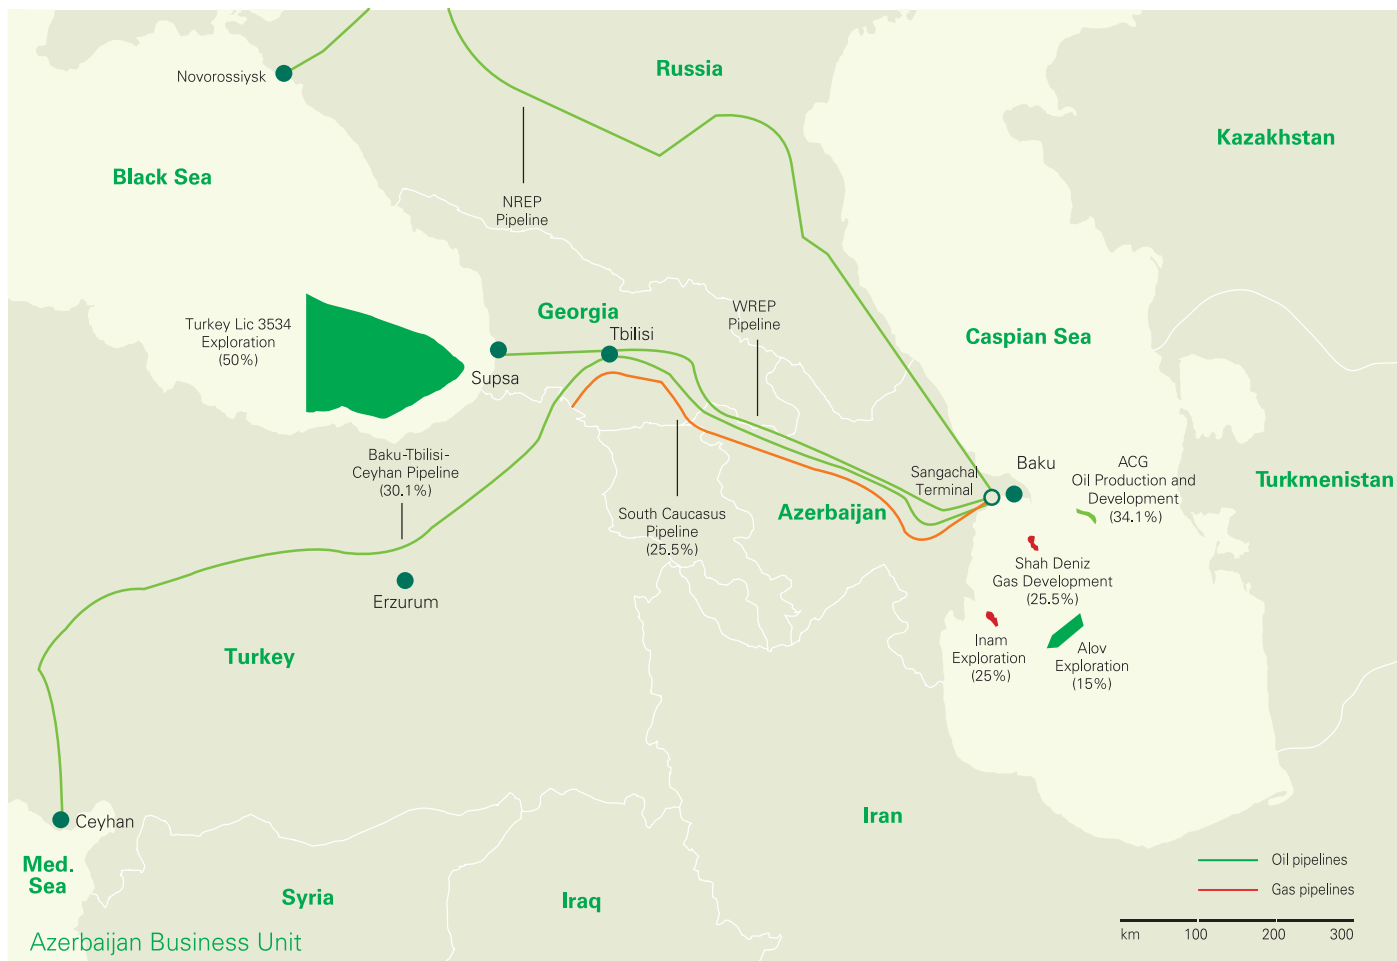 Novorossiysk
Russia
Kazakhstan
Black Sea
NREP
Pipeline
Turkey Lic 3534
Exploration
(50%)
Georgia
Tbilisi
WREP
Pipeline
Caspian Sea
Supsa
Baku-Tbilisi-
Ceyhan Pipeline
(30.1%)
South Caucasus
Pipeline
(25.5%)
Azerbaijan
Sangachal
Terminal
Baku
ACG
Oil Production and
Development
(34.1%)
Turkmenistan
Shah Deniz
Gas Development
(25.5%)
Erzurum
Inam
Exploration
(25%)
Alov
Exploration
(15%)
Turkey
Ceyhan
Iran
Med.
Sea
Syria
Iraq
Oil pipelines
Gas pipelines
km 100 200 300
Azerbaijan Business Unit